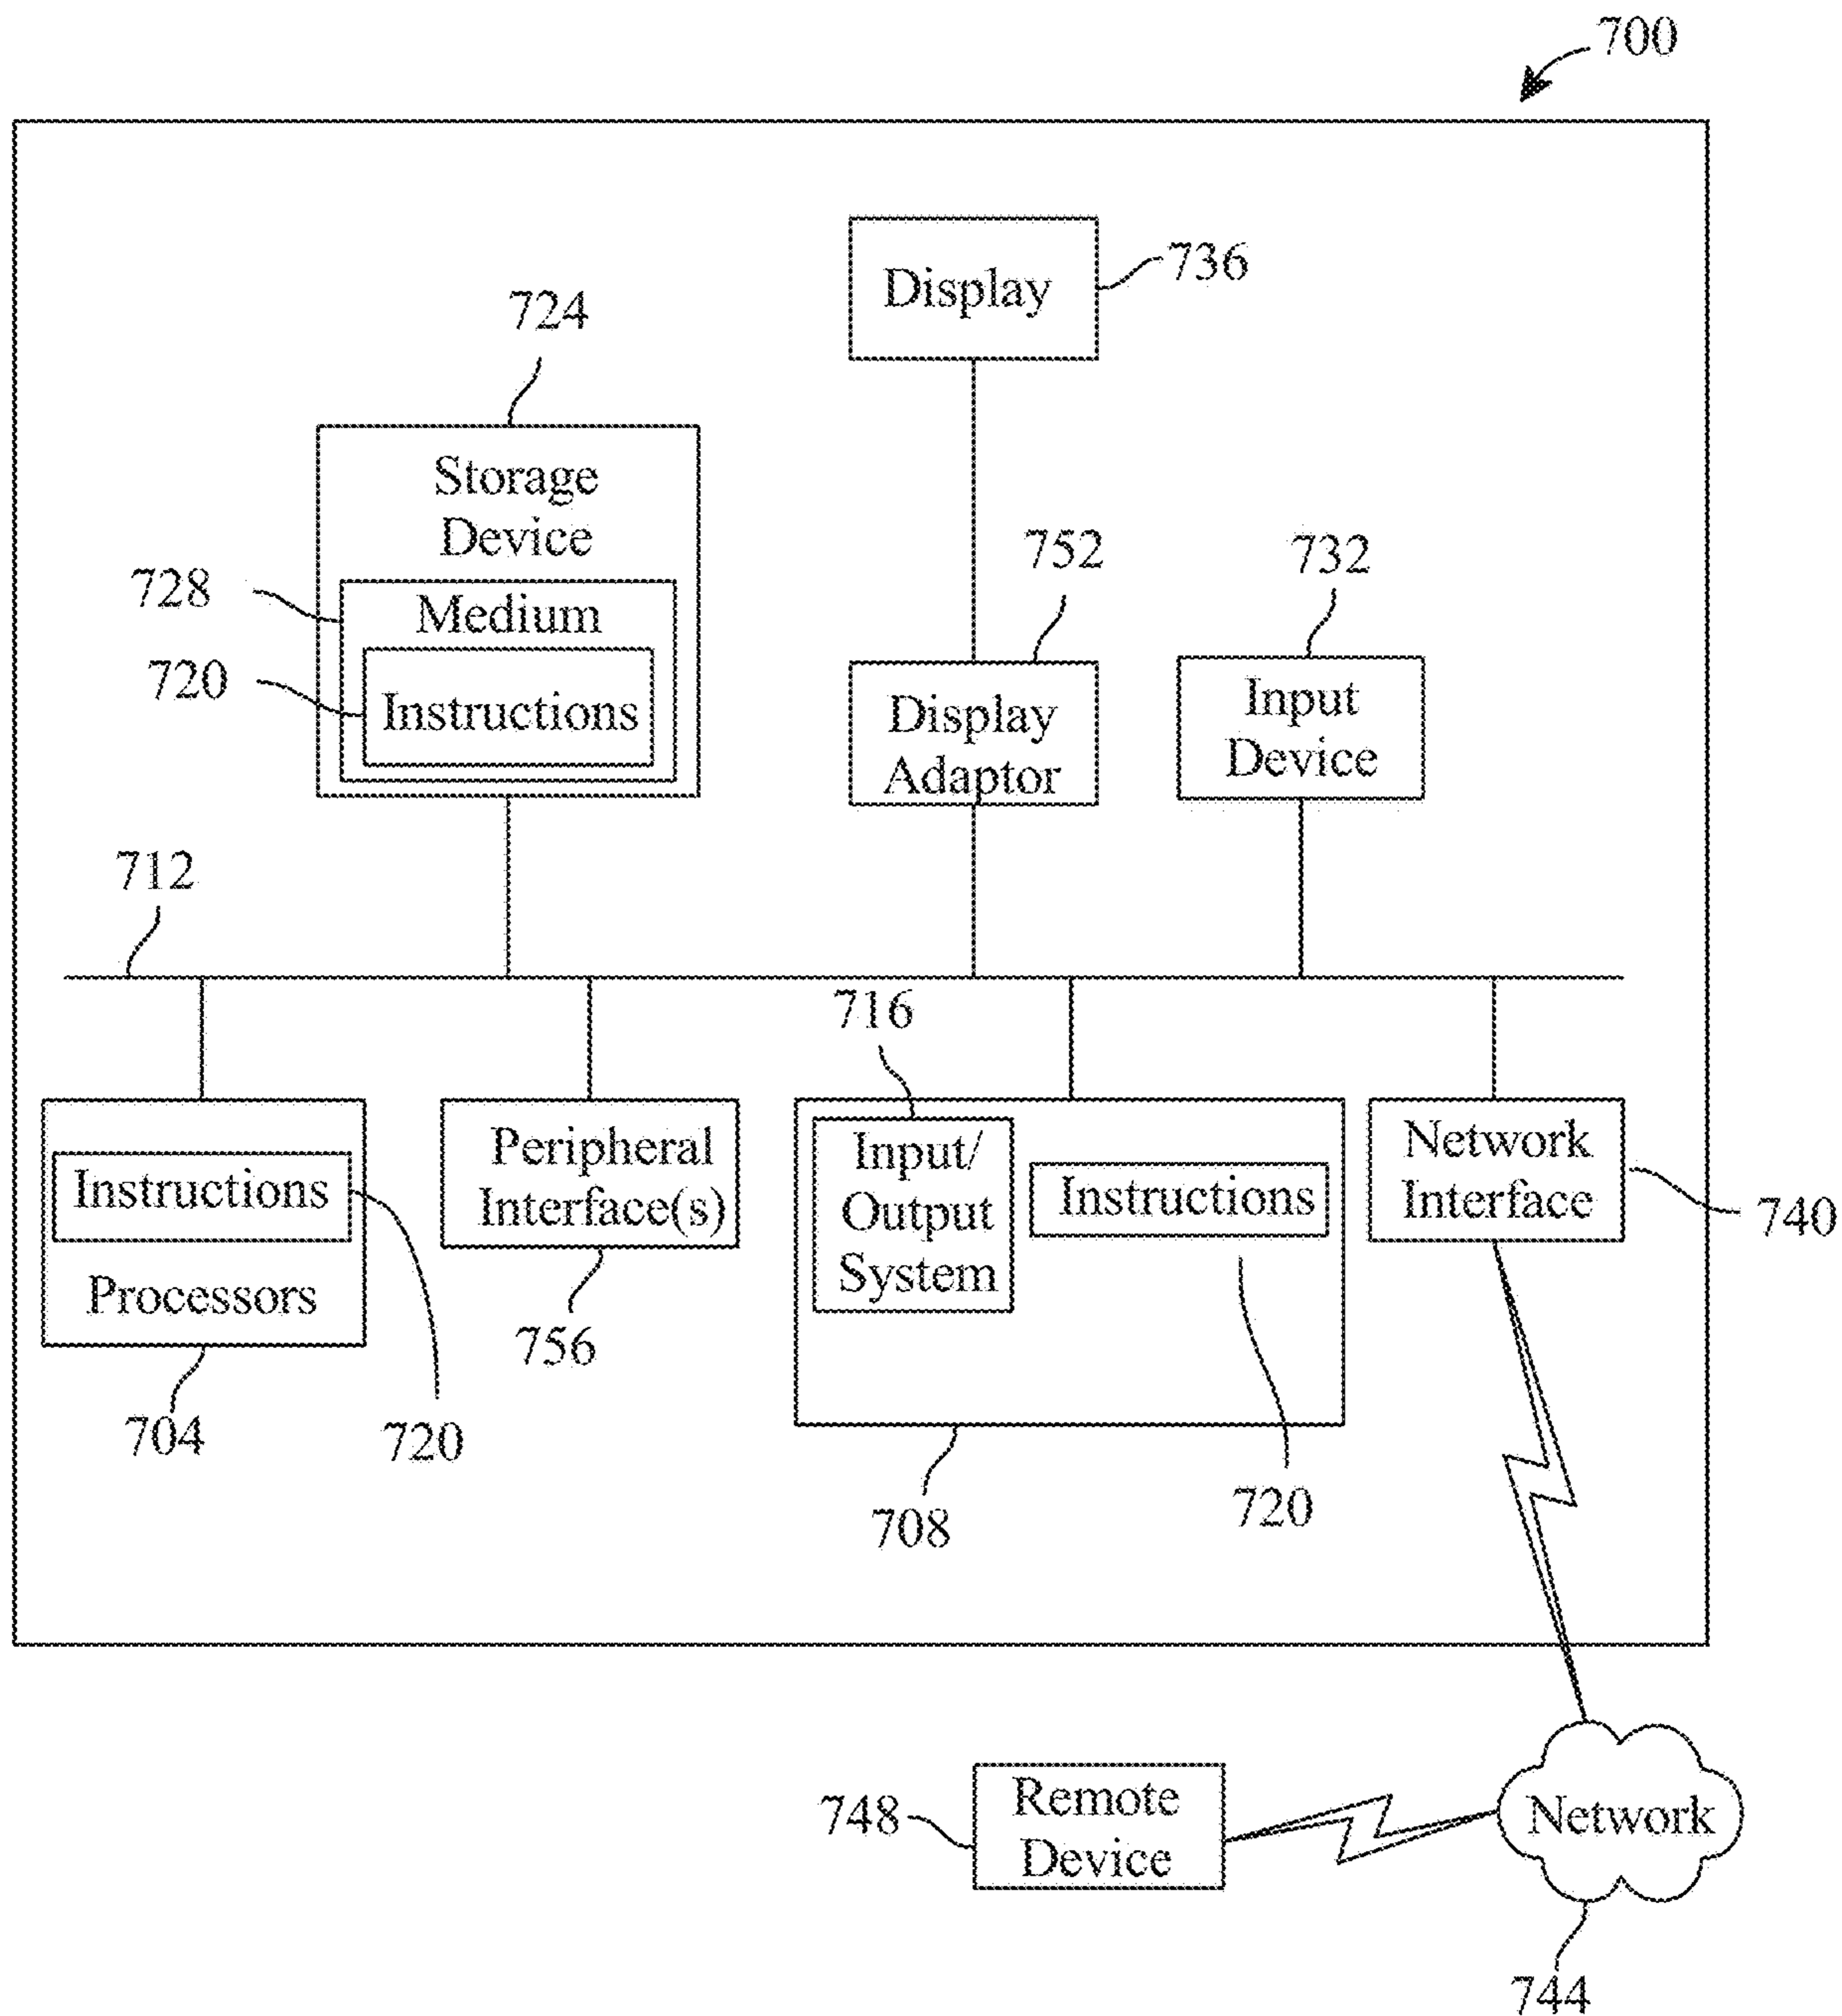 700
Display
736
724
Storage
Device
728
Medium
720
Instructions
752
Display
Adaptor
732
Input
Device
712
716
Instructions
Processors
704
720
Peripheral
Interface(s)
756
Input/
Output
System
Instructions
708
720
Network
Interface
740
748
Remote
Device
Network
744